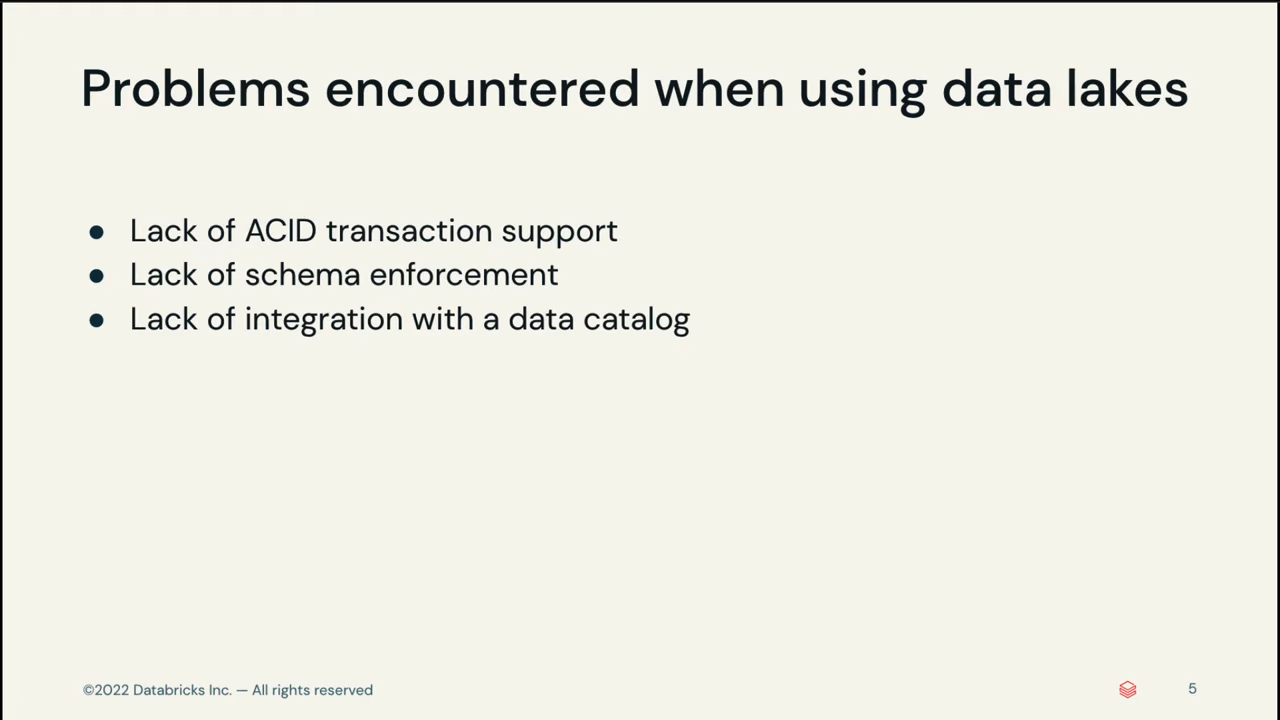 Problems encountered when using data lakes
● Lack of ACID transaction support
● Lack of schema enforcement
● Lack of integration with a data catalog
©2022 Databricks Inc. — All rights reserved
5